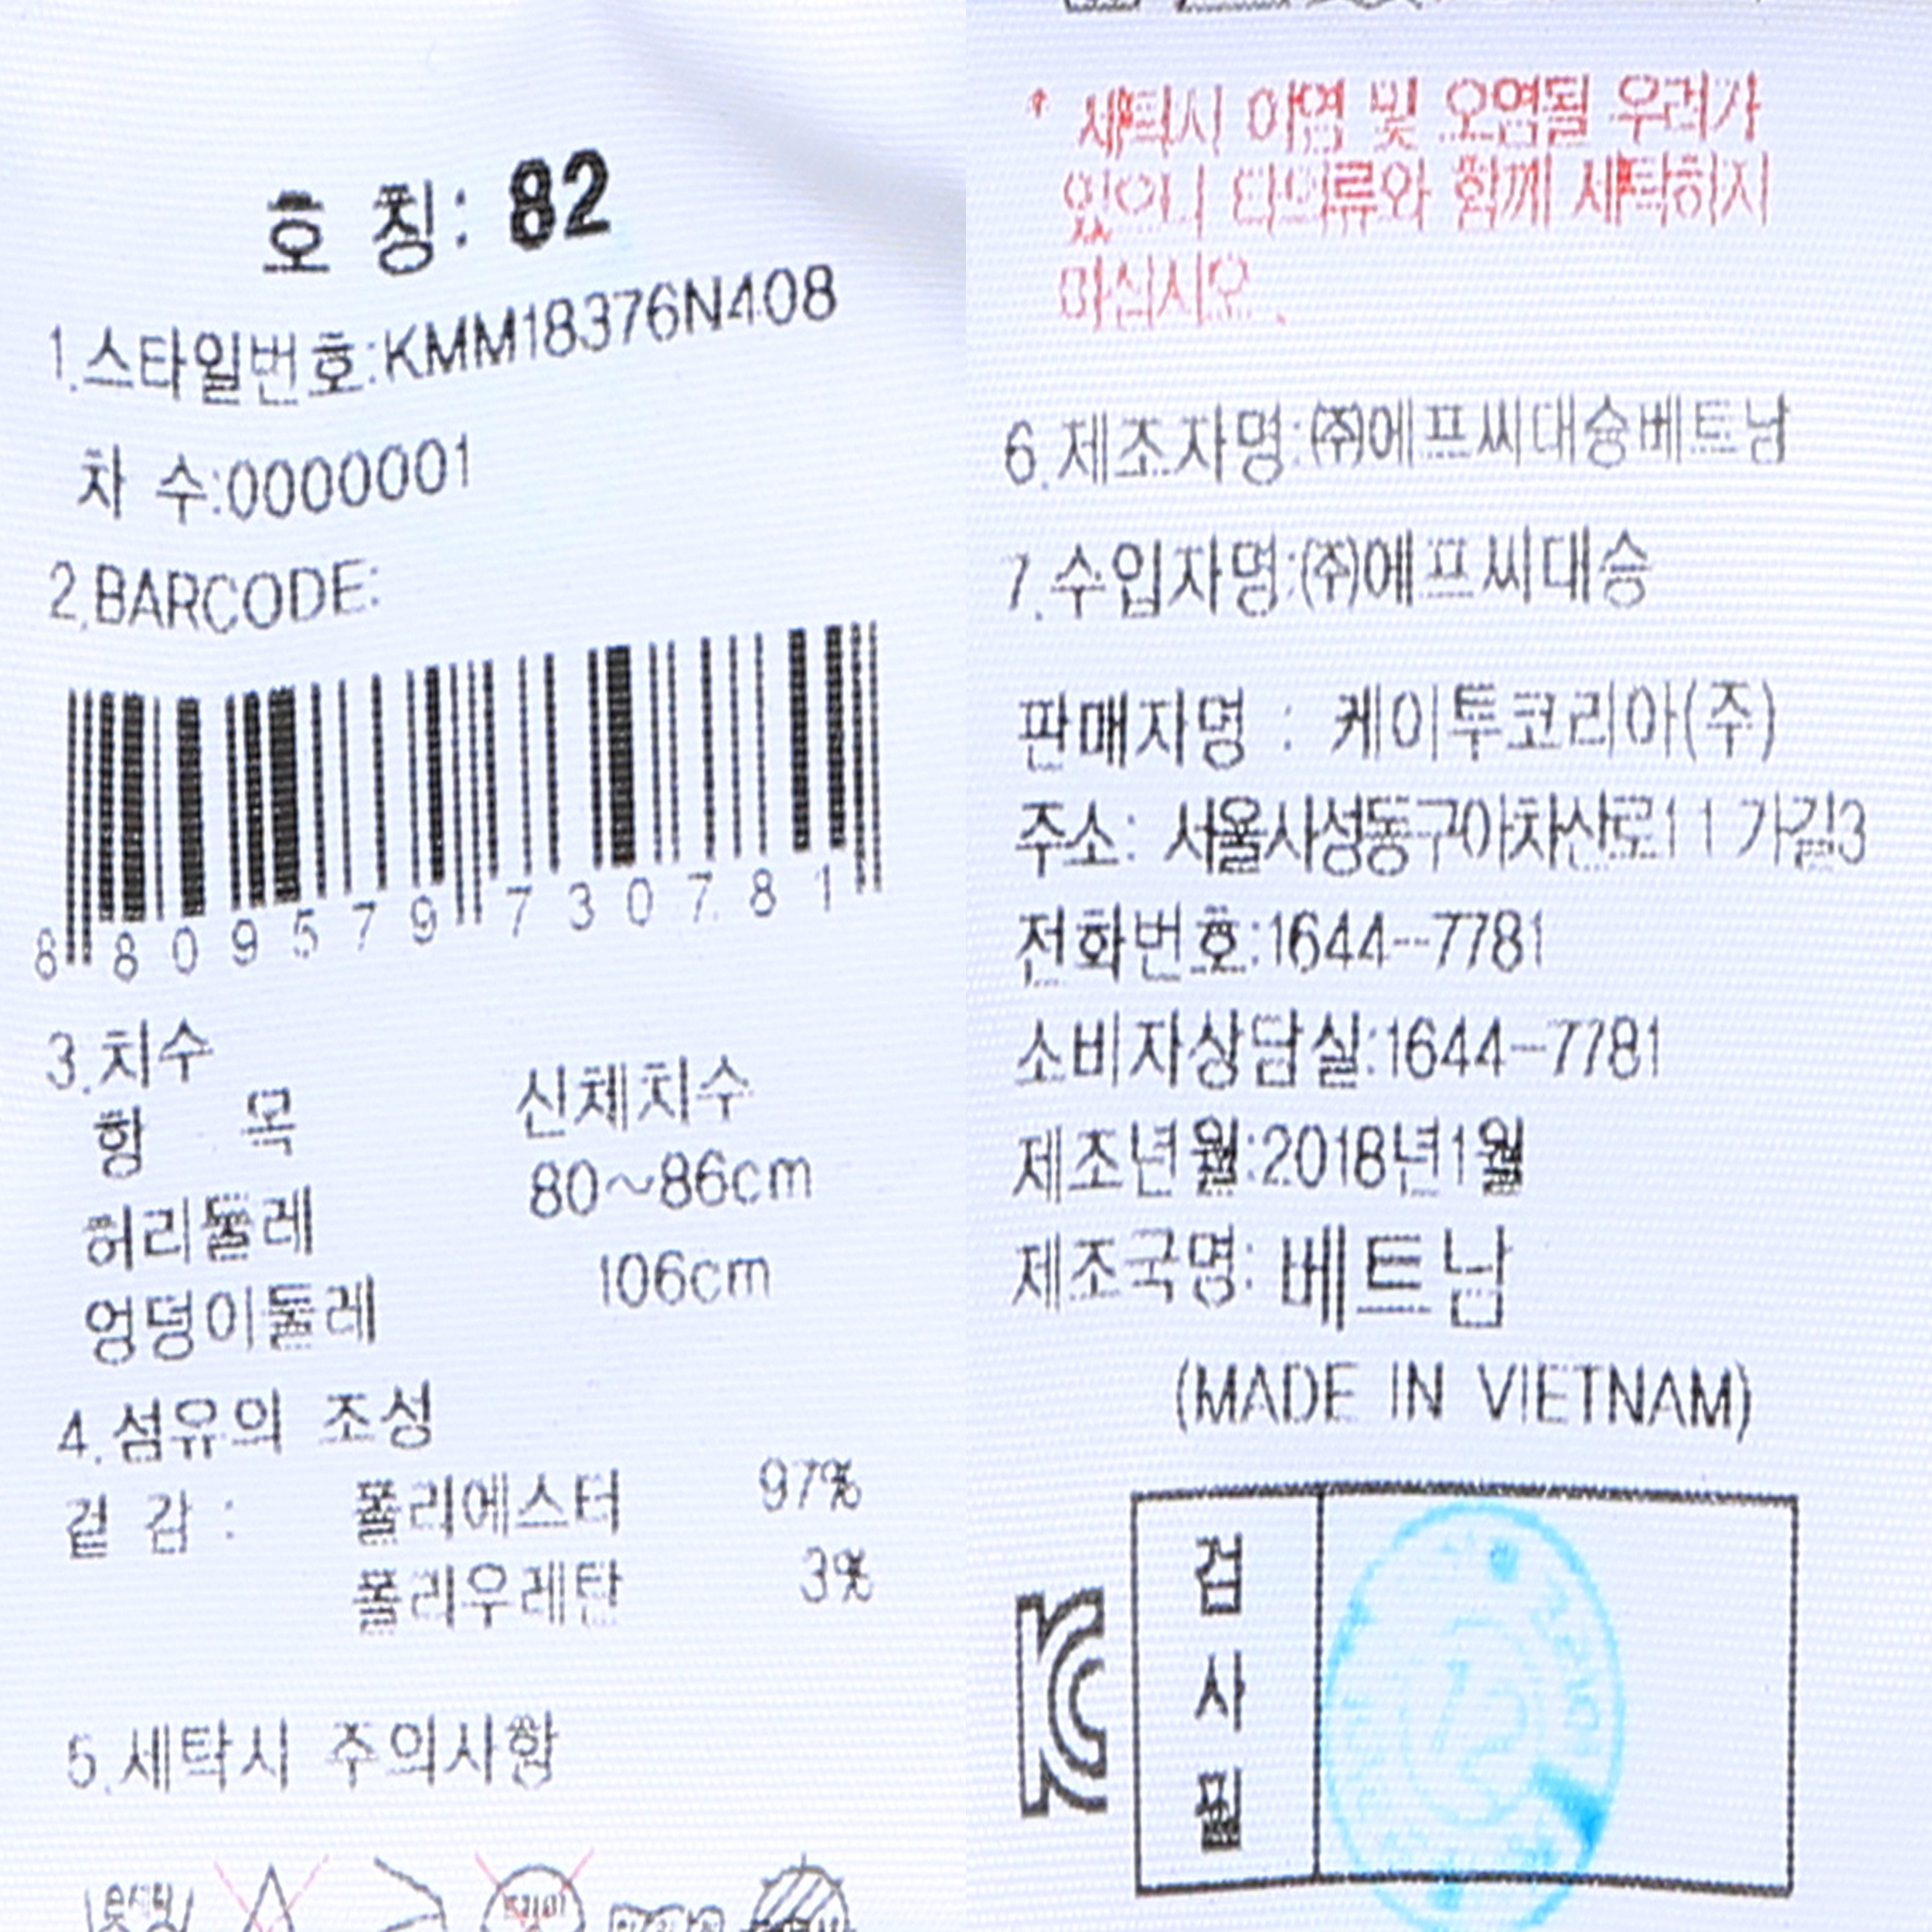 호 칭: 82
1.스타일번호:KMM18376N408
차 수:0000001
2.BARCODE:
8 809579 730781
3.치수
항 목 신체치수
허리둘레 80~86cm
엉덩이둘레 106cm
4.섬유의 조성
겉 감 : 폴리에스터 97%
폴리우레탄 3%
5.세탁시 주의사항
손세탁
드라이
* 세탁시 이염 및 오염될 우려가
있으니 타의류와 함께 세탁하지
마십시오.
6.제조자명:㈜에프씨대승베트남
7.수입자명:㈜에프씨대승
판매자명 : 케이투코리아(주)
주소: 서울시성동구아차산로11가길3
전화번호:1644-7781
소비자상담실:1644-7781
제조년월:2018년1월
제조국명: 베트남
(MADE IN VIETNAM)
KC
검
사
필
12